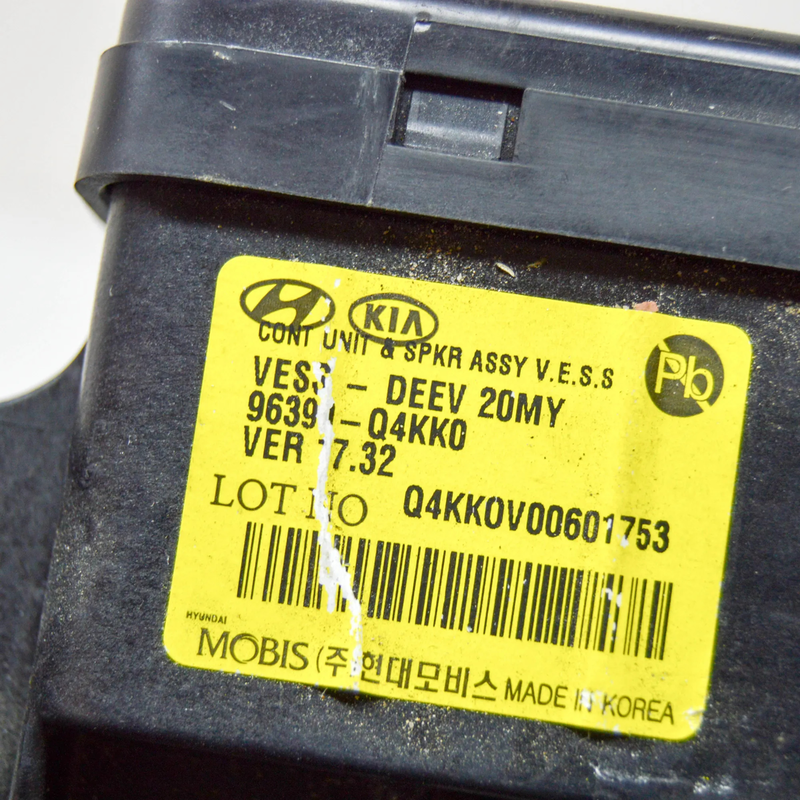 KIA
CONT UNIT & SPKR ASSY V.E.S.S
Pb
VESS - DEEV 20MY
VER 7.32
LOT NO Q4KK0V00601753
HYUNDAI
MOBIS (주)현대모비스 MADE IN KOREA